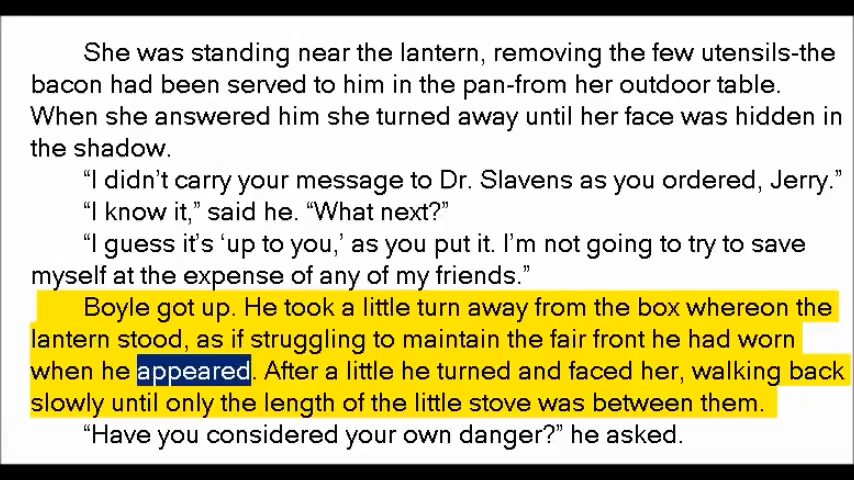 She was standing near the lantern, removing the few utensils-the
bacon had been served to him in the pan-from her outdoor table.
When she answered him she turned away until her face was hidden in
the shadow.
“I didn’t carry your message to Dr. Slavens as you ordered, Jerry.”
“I know it,” said he. “What next?”
“I guess it’s ‘up to you,’ as you put it. I’m not going to try to save
myself at the expense of any of my friends.”
Boyle got up. He took a little turn away from the box whereon the
lantern stood, as if struggling to maintain the fair front he had worn
when he appeared. After a little he turned and faced her, walking back
slowly until only the length of the little stove was between them.
“Have you considered your own danger?” he asked.